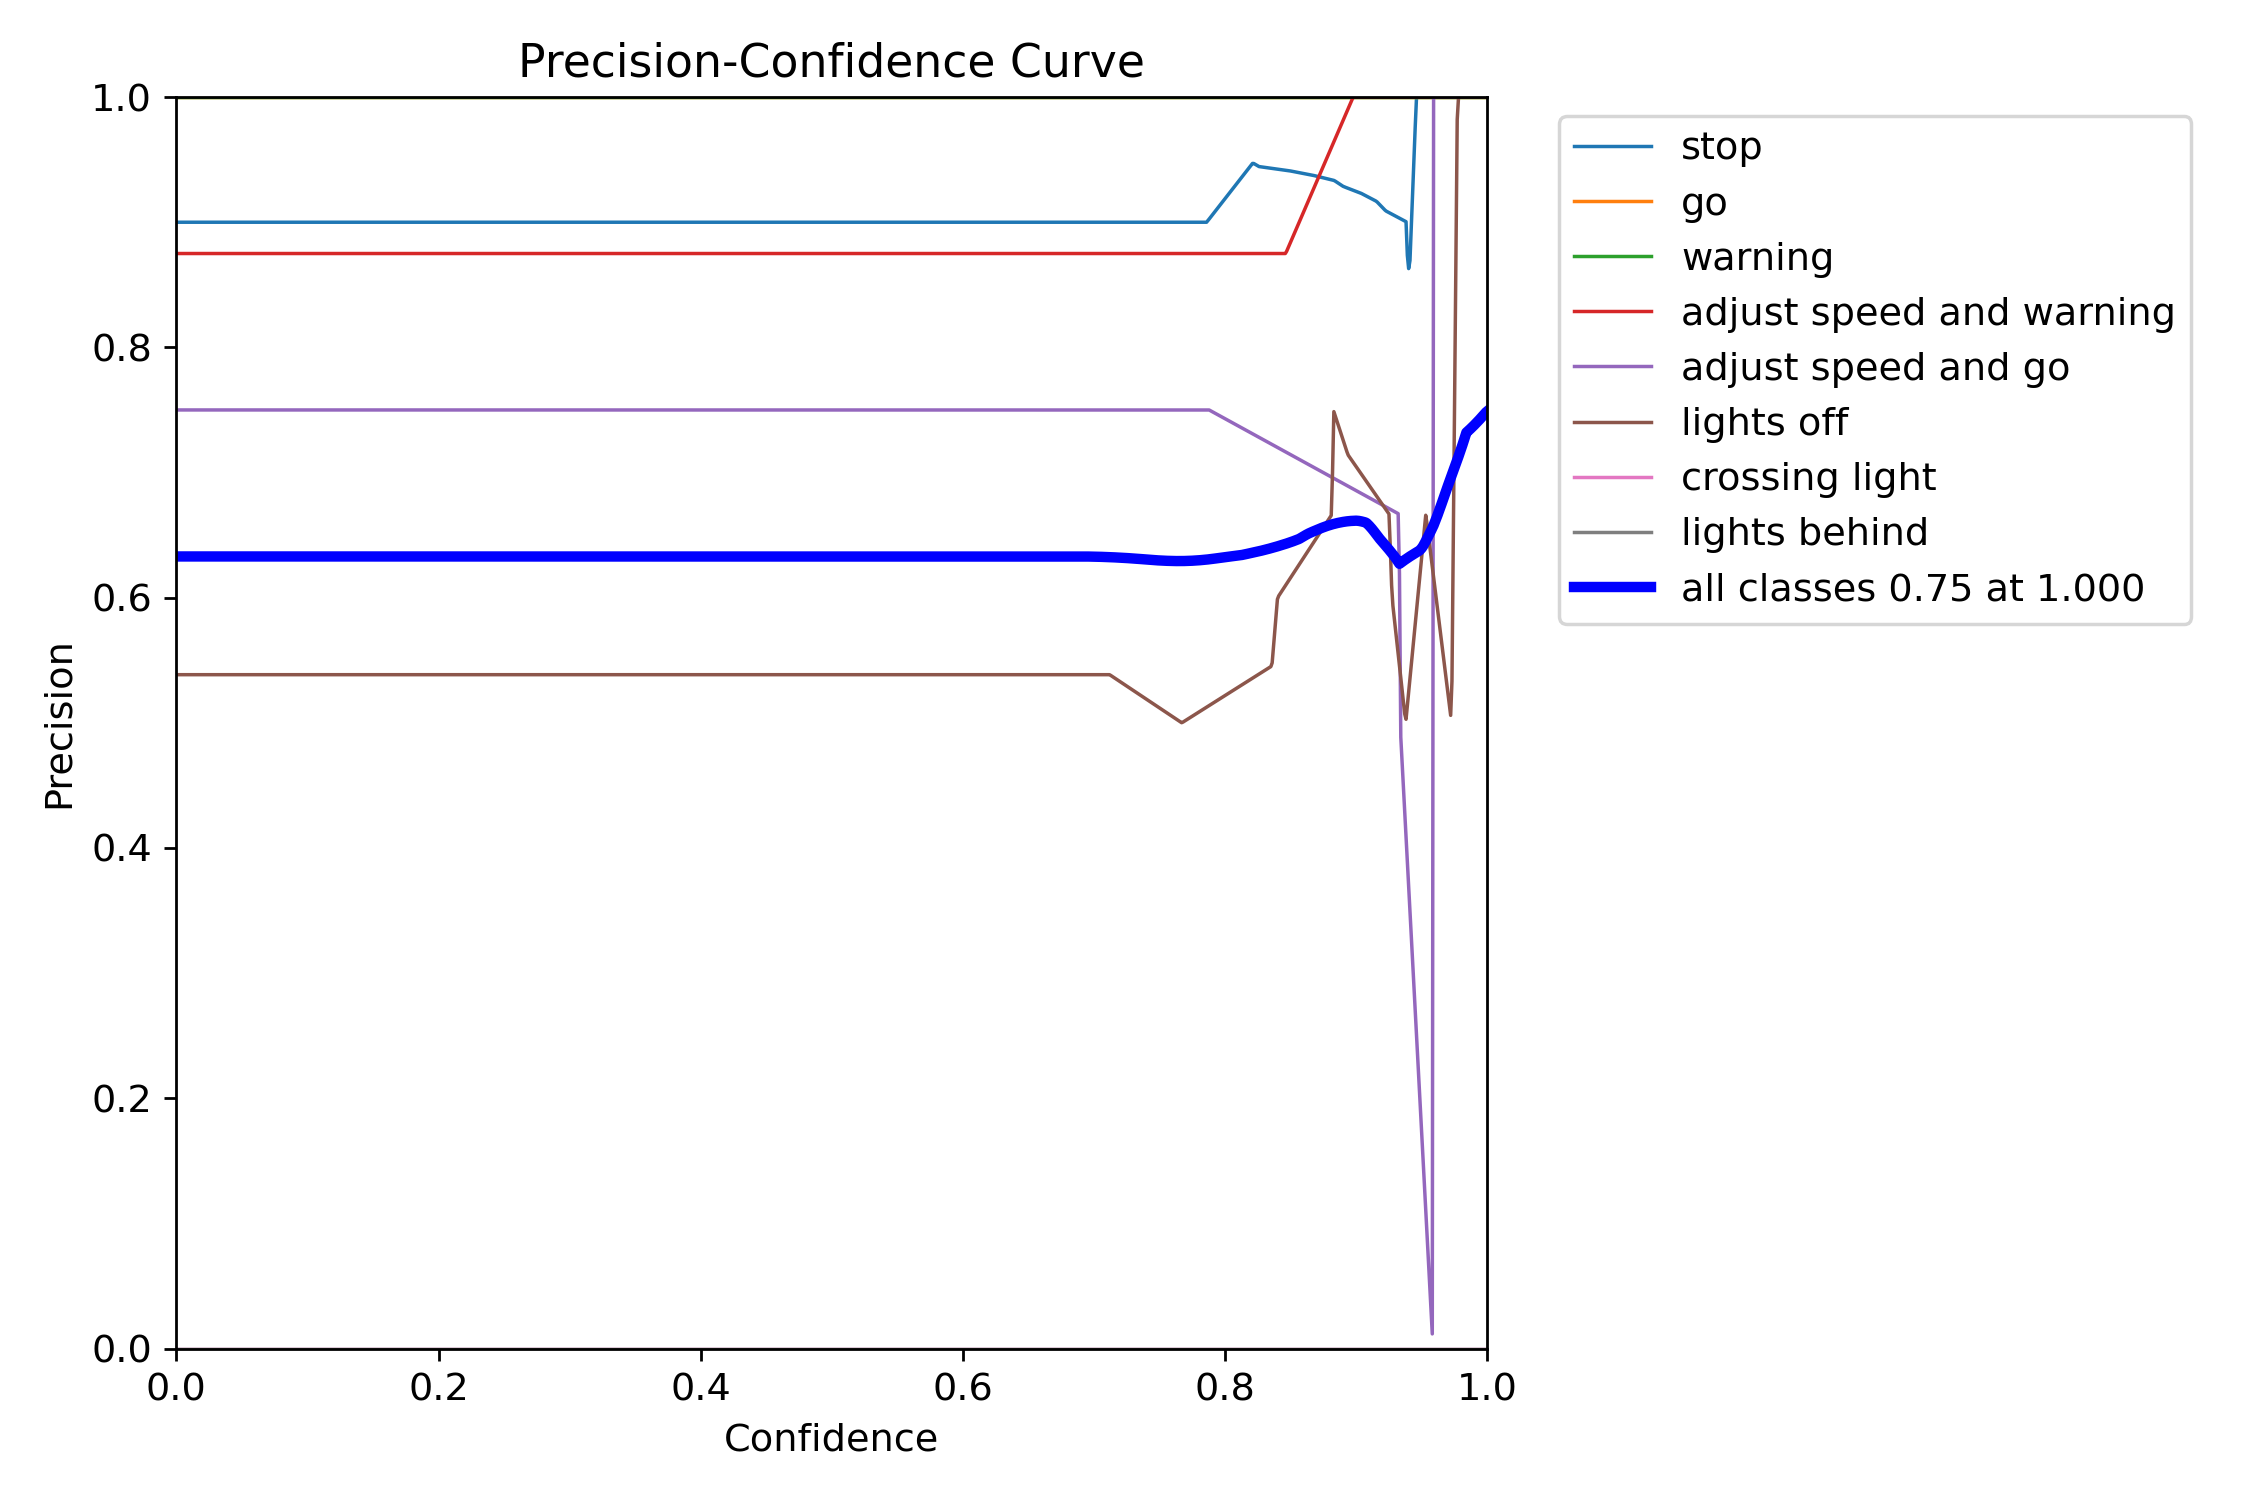 Precision-Confidence Curve
1.0
0.8
0.6
0.4
0.2
0.0
Precision
0.0 0.2 0.4 0.6 0.8 1.0
Confidence
stop
go
warning
adjust speed and warning
adjust speed and go
lights off
crossing light
lights behind
all classes 0.75 at 1.000